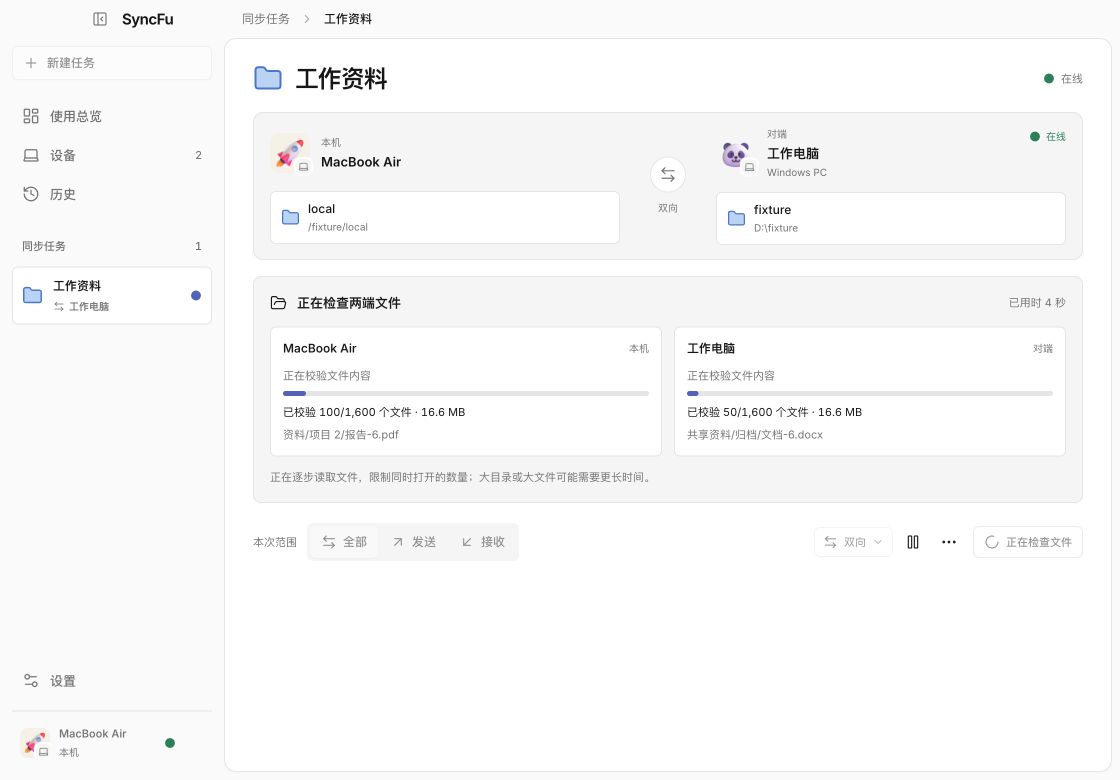 SyncFu
新建任务
使用总览
设备 2
历史
同步任务 1
工作资料
工作电脑
设置
MacBook Air
本机
同步任务 > 工作资料
工作资料
在线
本机
MacBook Air
local
/fixture/local
双向
对端
工作电脑
Windows PC
在线
fixture
D:\fixture
正在检查两端文件
已用时 4 秒
MacBook Air 本机
正在校验文件内容
已校验 100/1,600 个文件 · 16.6 MB
资料/项目 2/报告-6.pdf
工作电脑 对端
正在校验文件内容
已校验 50/1,600 个文件 · 16.6 MB
共享资料/归档/文档-6.docx
正在逐步读取文件，限制同时打开的数量；大目录或大文件可能需要更长时间。
本次范围 全部 发送 接收 双向 正在检查文件